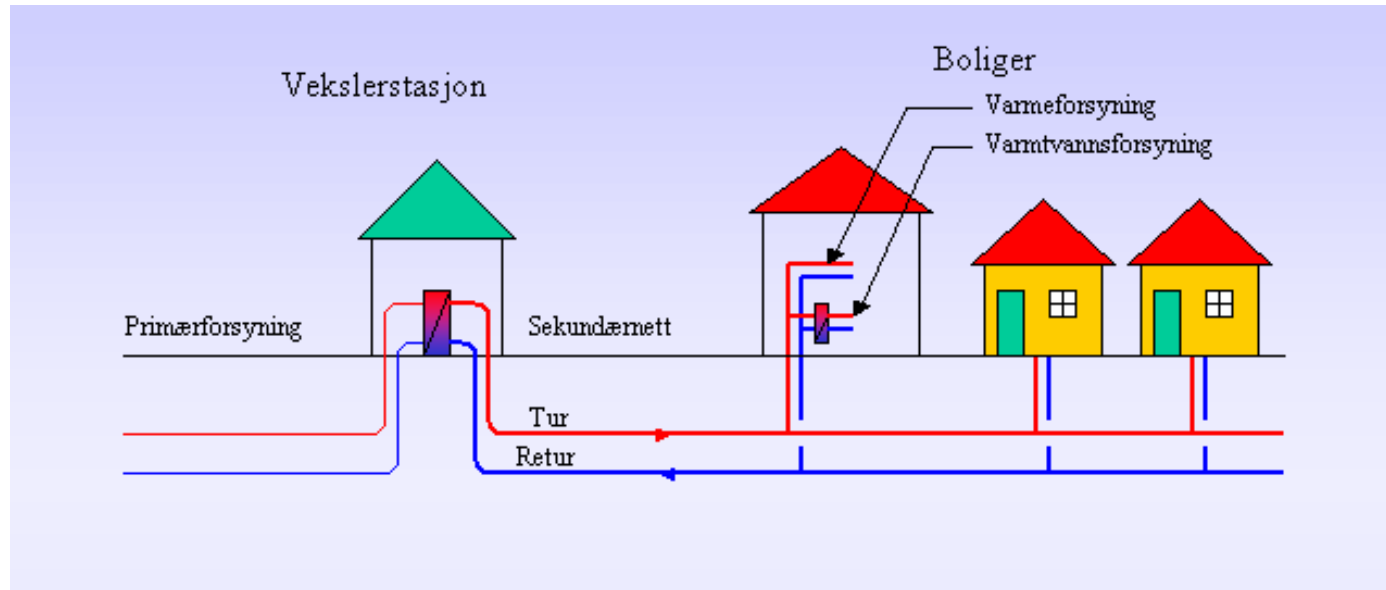 Vekslerstasjon
Boliger
Varmeforsyning
Varmtvannsforsyning
Primærforsyning
Sekundærnett
Tur
Retur